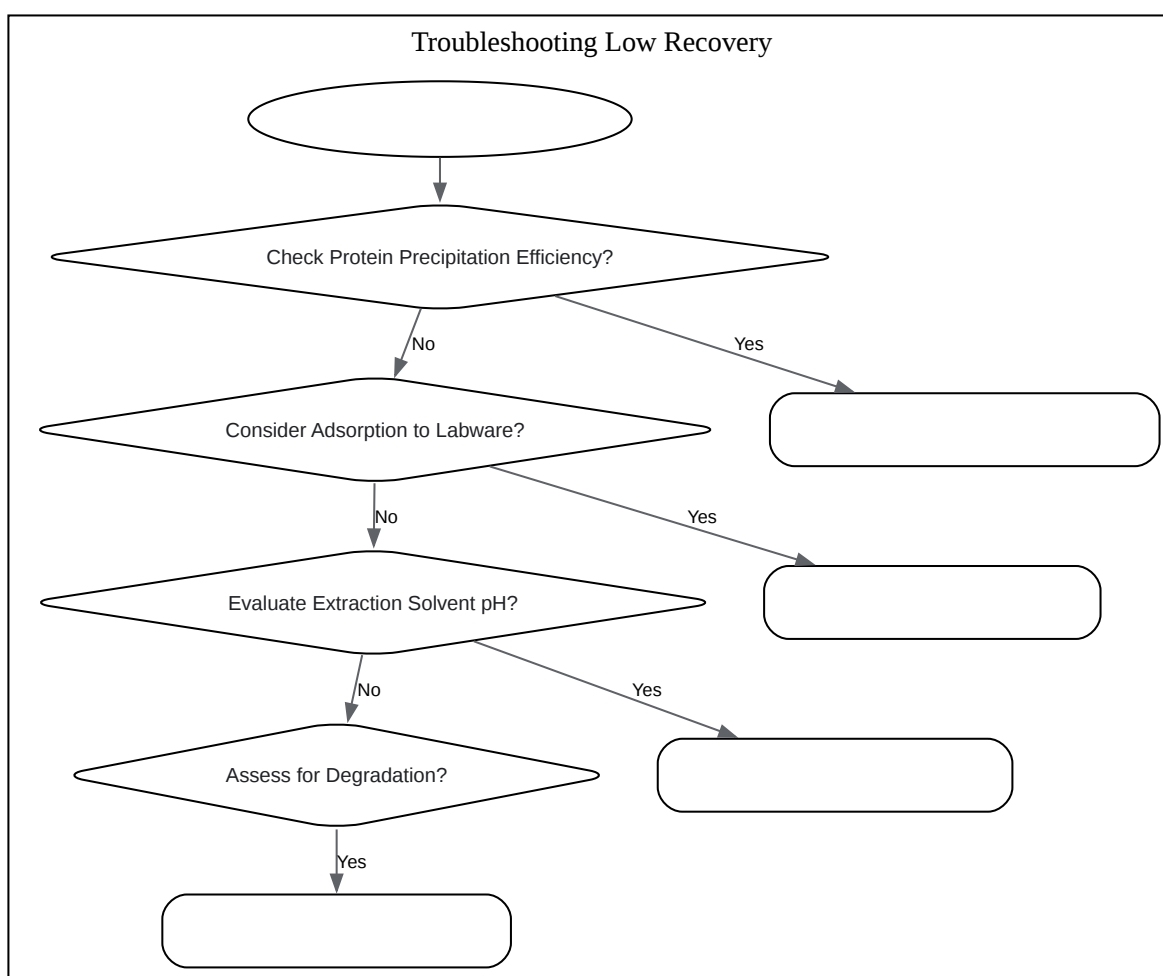 Troubleshooting Low Recovery
Check Protein Precipitation Efficiency?
No
Yes
Consider Adsorption to Labware?
No
Yes
Evaluate Extraction Solvent pH?
No
Yes
Assess for Degradation?
Yes